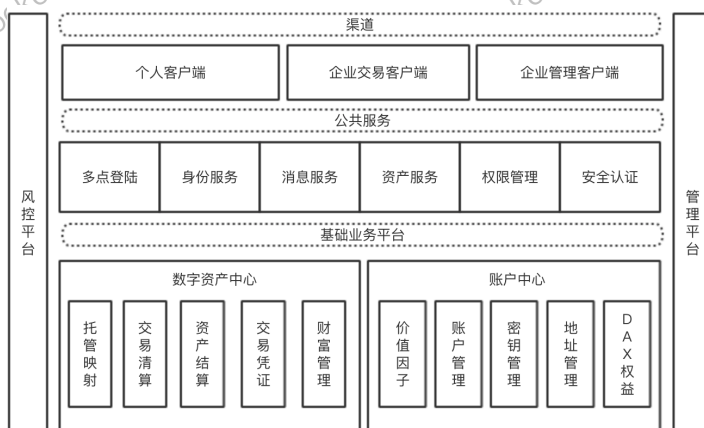 渠道
个人客户端
企业交易客户端
企业管理客户端
公共服务
多点登陆
身份服务
消息服务
资产服务
权限管理
安全认证
风控平台
管理平台
基础业务平台
数字资产中心
账户中心
托管映射
交易清算
资产结算
交易凭证
财富管理
价值因子
账户管理
密钥管理
地址管理
DAX权益